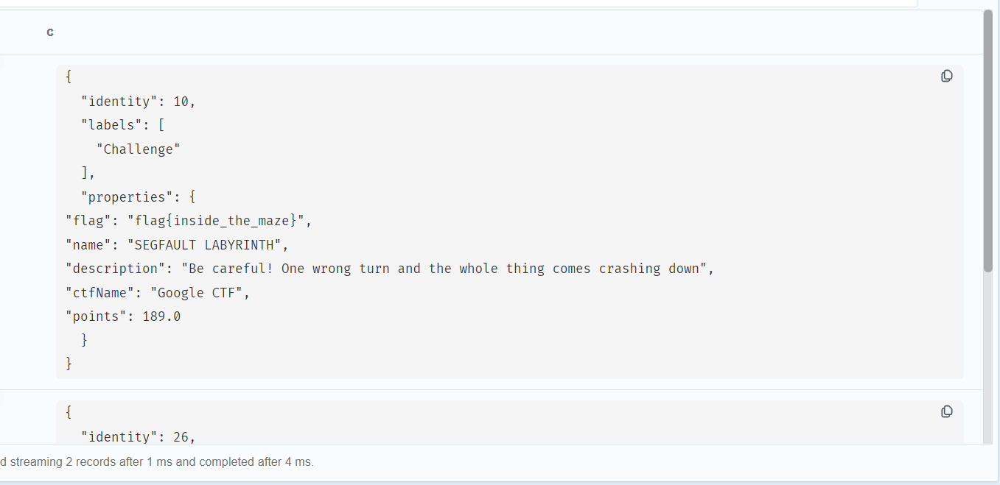 c
{
"identity": 10,
"labels": [
"Challenge"
],
"properties": {
"flag": "flag{inside_the_maze}",
"name": "SEGFAULT LABYRINTH",
"description": "Be careful! One wrong turn and the whole thing comes crashing down",
"ctfName": "Google CTF",
"points": 189.0
}
}
{
"identity": 26,
d streaming 2 records after 1 ms and completed after 4 ms.